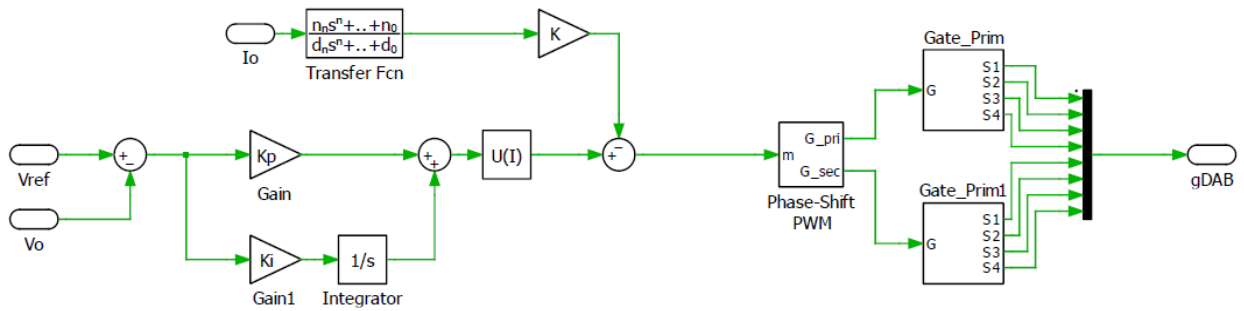 Io
nₙsⁿ+..+n₀
dₙsⁿ+..+d₀
Transfer Fcn
K
Vref
Vo
+
−
Kp
Gain
Ki
Gain1
1/s
Integrator
+
+
U(I)
+
−
m
G_pri
G_sec
Phase-Shift
PWM
Gate_Prim
G
S1
S2
S3
S4
Gate_Prim1
G
S1
S2
S3
S4
gDAB